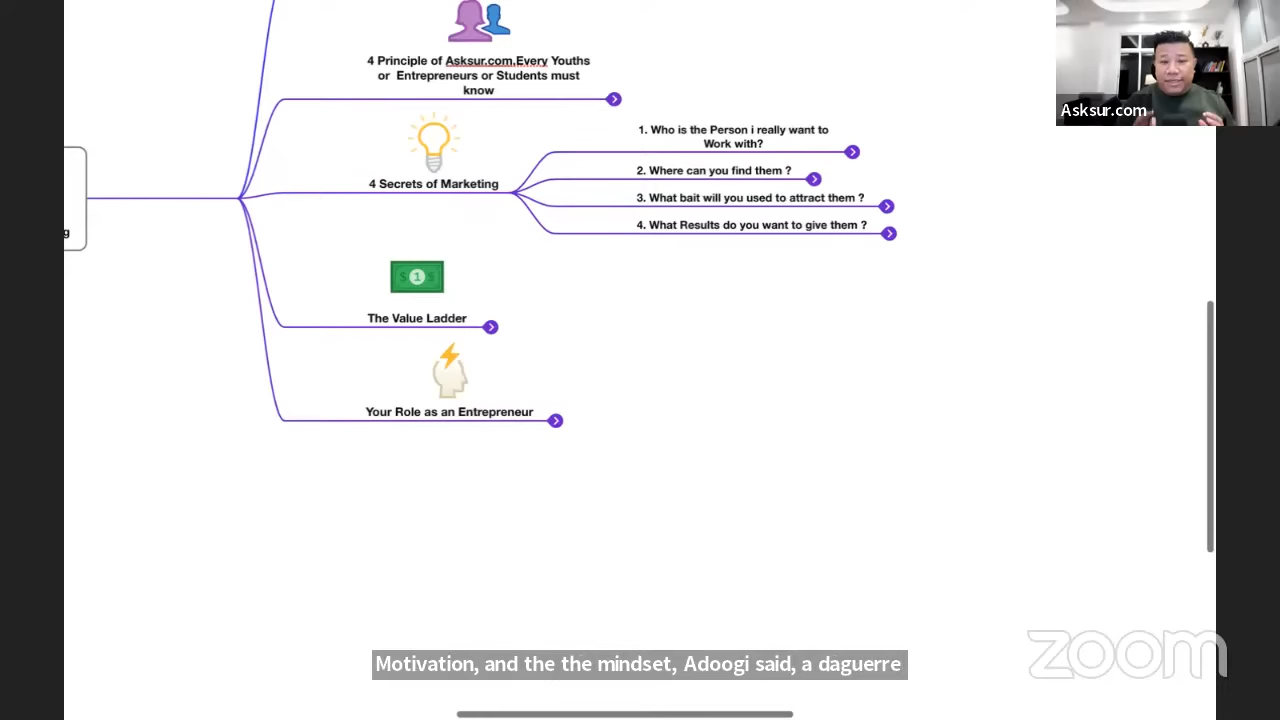 4 Principle of Asksur.com,Every Youths
or Entrepreneurs or Students must
know
4 Secrets of Marketing
1. Who is the Person i really want to
Work with?
2. Where can you find them ?
3. What bait will you used to attract them ?
4. What Results do you want to give them ?
g
$ 1 $
The Value Ladder
Your Role as an Entrepreneur
Asksur.com
Motivation, and the the mindset, Adoogi said, a daguerre
zoom